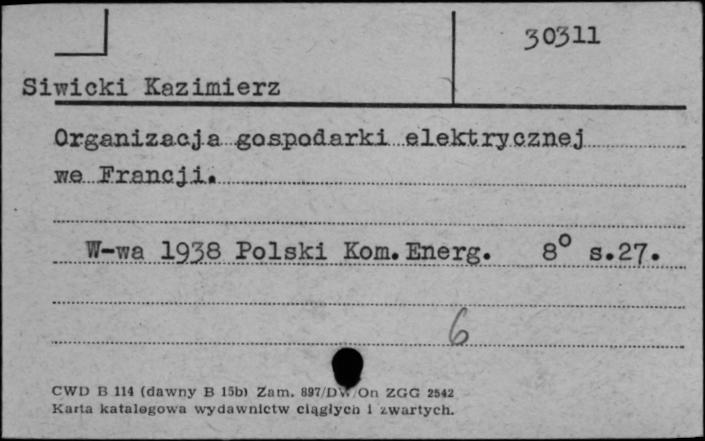 30311
Siwicki Kazimierz
Organizacja gospodarki elektrycznej
we Francji.
W-wa 1938 Polski Kom.Energ. 8° s.27.
6
CWD B 114 (dawny B 15b) Zam. 897/DW/On ZGG 2542
Karta katalogowa wydawnictw ciągłych i zwartych.